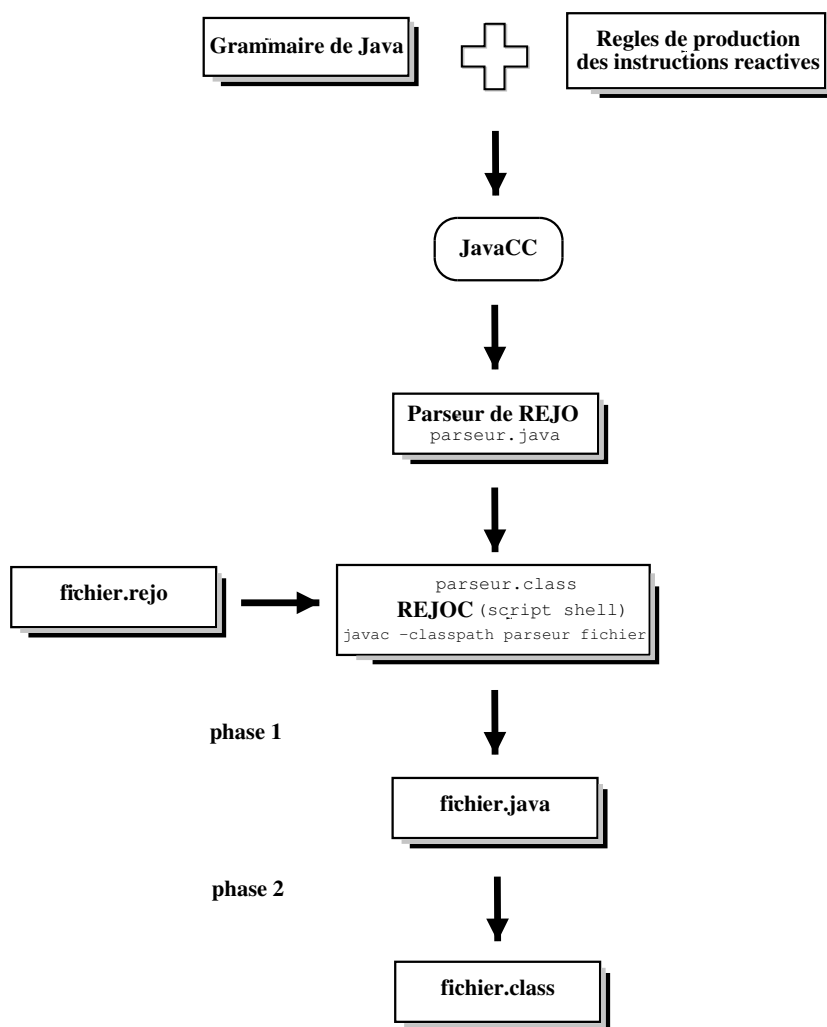 Grammaire de Java
Regles de production
des instructions reactives
JavaCC
Parseur de REJO
parseur.java
fichier.rejo
parseur.class
REJOC (script shell)
javac -classpath parseur fichier
phase 1
fichier.java
phase 2
fichier.class